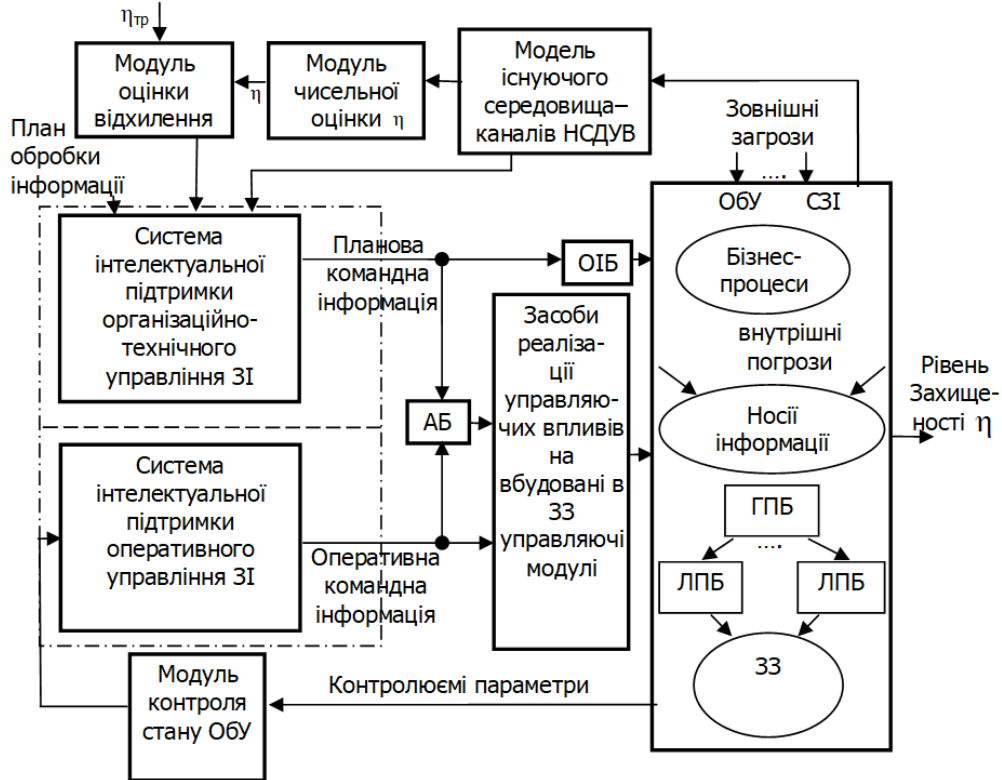 ηтр
Модуль
оцінки
відхилення
η
Модуль
чисельної
оцінки η
Модель
існуючого
середовища–
каналів НСДУВ
Зовнішні
загрози
....
План
обробки
інформації
ОбУ
СЗІ
Бізнес-
процеси
внутрішні
погрози
Носії
інформації
ГПБ
....
ЛПБ
ЛПБ
ЗЗ
Рівень
Захище-
ності η
Система
інтелектуальної
підтримки
організаційно-
технічного
управління ЗІ
Планова
командна
інформація
ОІБ
АБ
Засоби
реаліза-
ції
управляю-
чих впливів
на
вбудовані в
ЗЗ
управляючі
модулі
Система
інтелектуальної
підтримки
оперативного
управління ЗІ
Оперативна
командна
інформація
Модуль
контроля
стану ОбУ
Контролюємі параметри